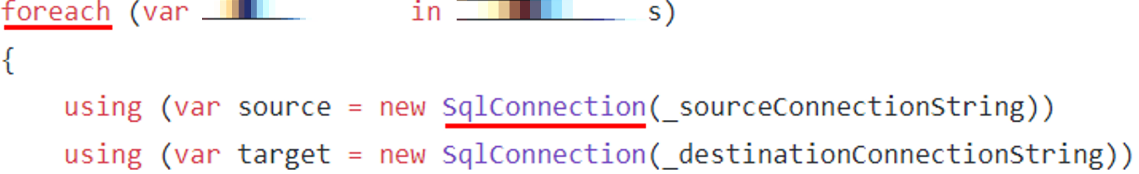 foreach (var in s)
{
using (var source = new SqlConnection(_sourceConnectionString))
using (var target = new SqlConnection(_destinationConnectionString))